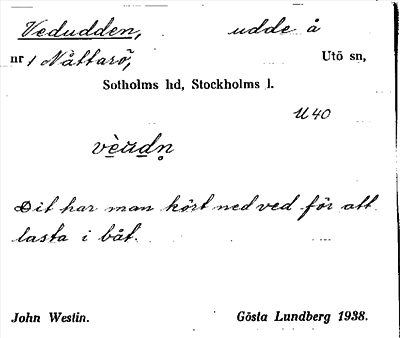 Vedudden, udde å
nr 1 Nåttarö, Utö sn,
Sotholms hd, Stockholms l.
U 40
vèḁdn̥
Dit har man kört ned ved för att
lasta i båt.
John Westin. Gösta Lundberg 1938.